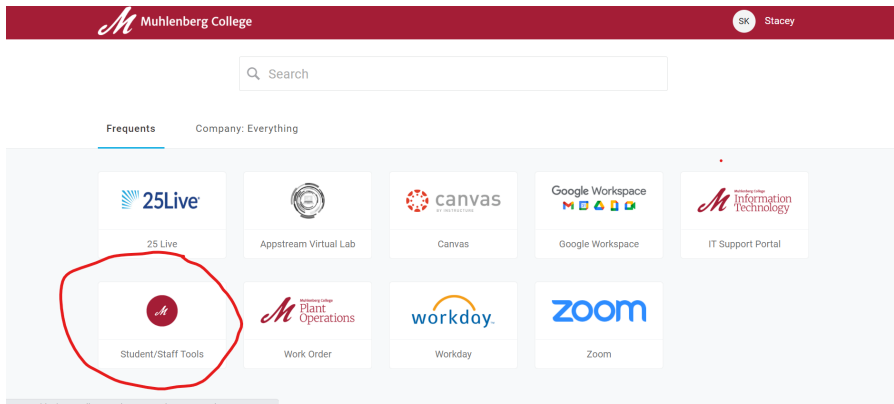 M Muhlenberg College
SK Stacey
Search
Frequents Company: Everything
25Live
canvas
BY INSTRUCTURE
Google Workspace
M
Muhlenberg College
Information
Technology
25 Live
Appstream Virtual Lab
Canvas
Google Workspace
IT Support Portal
M
M
Muhlenberg College
Plant
Operations
workday.
zoom
Student/Staff Tools
Work Order
Workday
Zoom